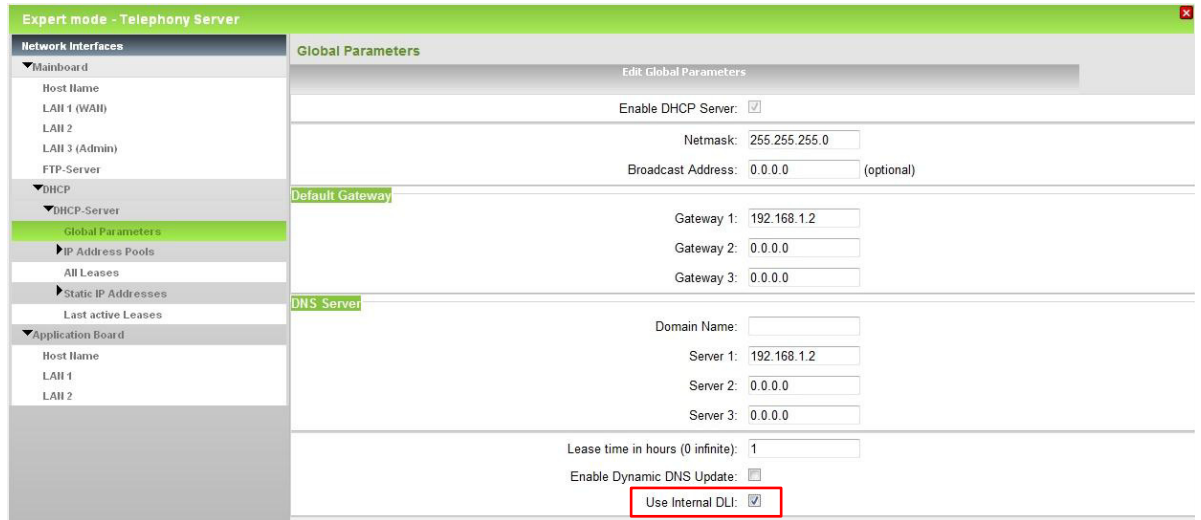 Expert mode - Telephony Server
Network Interfaces
Mainboard
Host Name
LAN 1 (WAN)
LAN 2
LAN 3 (Admin)
FTP-Server
DHCP
DHCP-Server
Global Parameters
IP Address Pools
All Leases
Static IP Addresses
Last active Leases
Application Board
Host Name
LAN 1
LAN 2
Global Parameters
Edit Global Parameters
Enable DHCP Server:
Netmask: 255.255.255.0
Broadcast Address: 0.0.0.0 (optional)
Default Gateway
Gateway 1: 192.168.1.2
Gateway 2: 0.0.0.0
Gateway 3: 0.0.0.0
DNS Server
Domain Name:
Server 1: 192.168.1.2
Server 2: 0.0.0.0
Server 3: 0.0.0.0
Lease time in hours (0 infinite): 1
Enable Dynamic DNS Update:
Use Internal DLI: